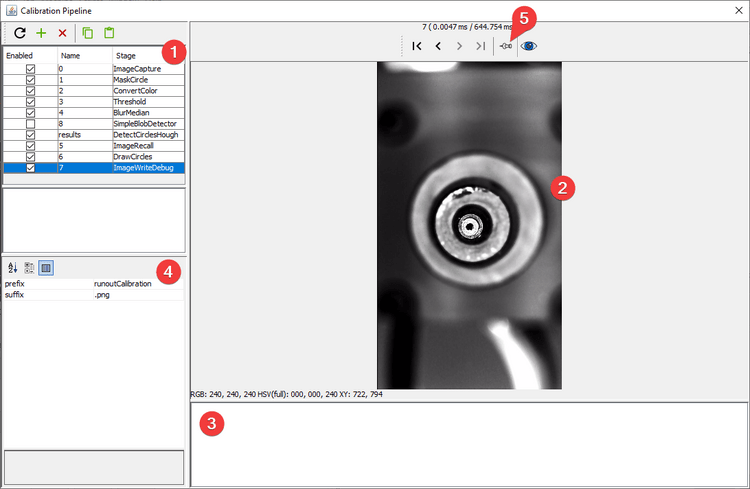 Calibration Pipeline
5
7 ( 0.0047 ms / 644.754 ms
1
Enabled Name Stage
0 ImageCapture
1 MaskCircle
2 ConvertColor
3 Threshold
4 BlurMedian
8 SimpleBlobDetector
results DetectCirclesHough
5 ImageRecall
6 DrawCircles
7 ImageWriteDebug
2
4
prefix runoutCalibration
suffix .png
RGB: 240, 240, 240 HSV(full): 000, 000, 240 XY: 722, 794
3